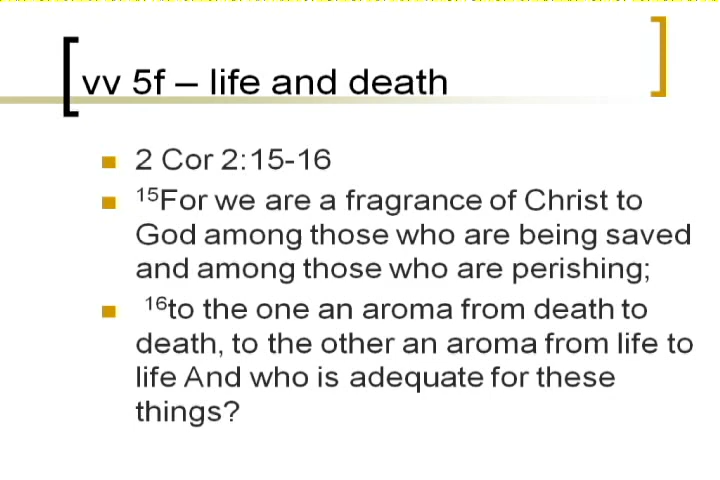 vv 5f – life and death
2 Cor 2:15-16
15For we are a fragrance of Christ to
God among those who are being saved
and among those who are perishing;
16to the one an aroma from death to
death, to the other an aroma from life to
life And who is adequate for these
things?